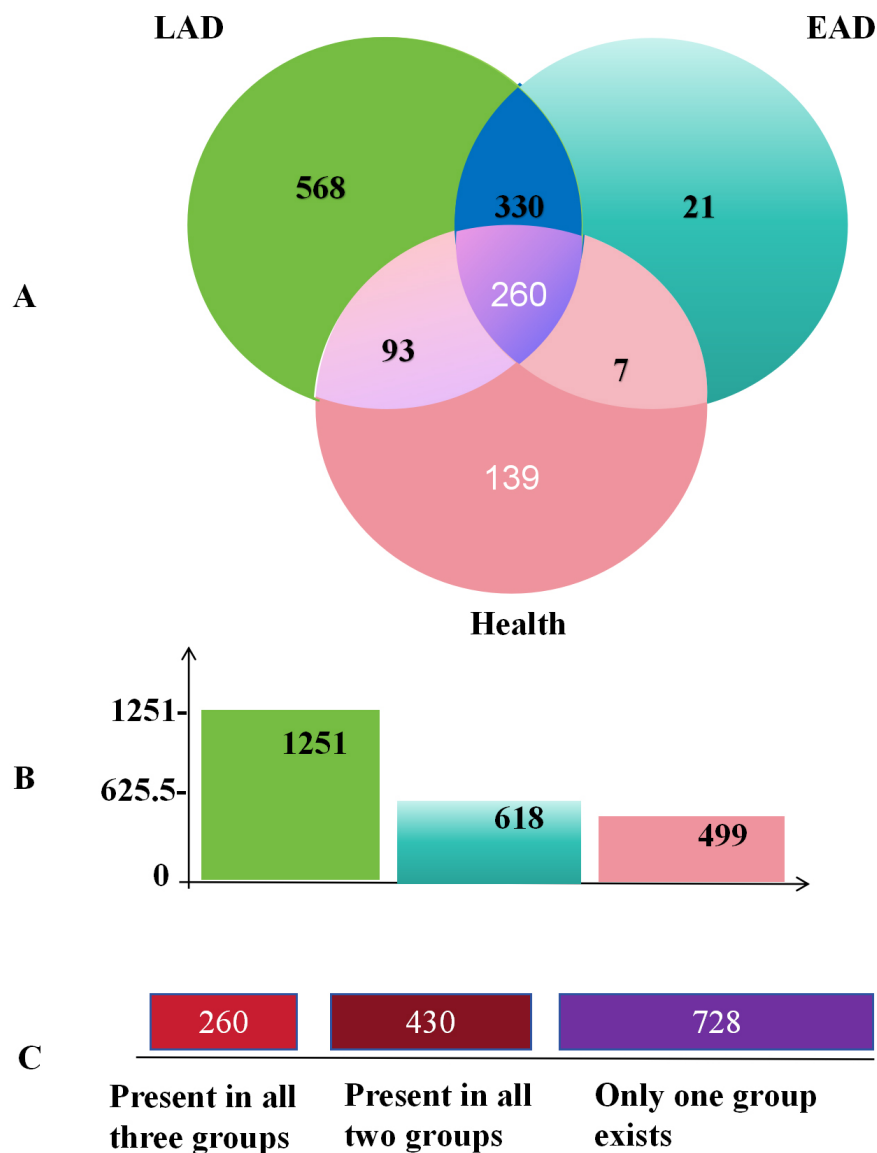 LAD
EAD
568
330
21
A
260
93
7
139
Health
B
1251-
1251
625.5-
618
499
0
C
260
430
728
Present in all
three groups
Present in all
two groups
Only one group
exists